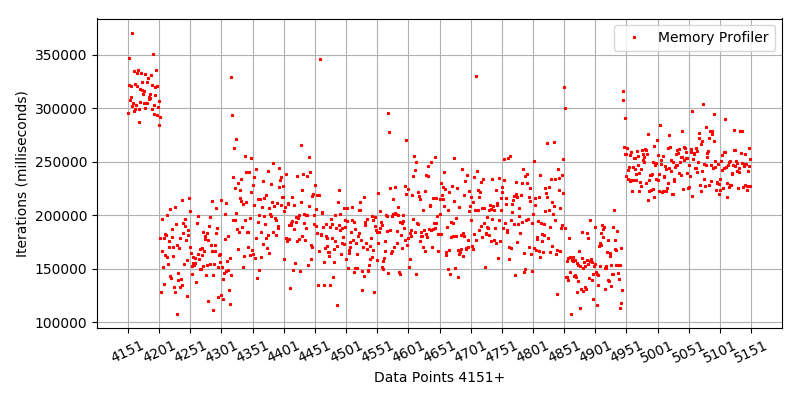 Memory Profiler
350000
300000
250000
200000
150000
100000
Iterations (milliseconds)
4151 4201 4251 4301 4351 4401 4451 4501 4551 4601 4651 4701 4751 4801 4851 4901 4951 5001 5051 5101 5151
Data Points 4151+